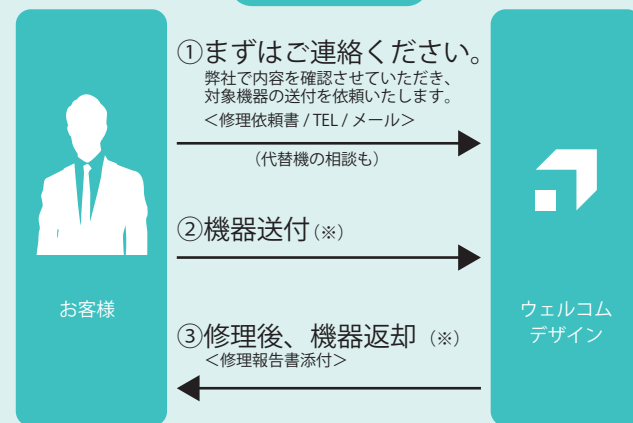 ①まずはご連絡ください。
弊社で内容を確認させていただき、
対象機器の送付を依頼いたします。
＜修理依頼書 / TEL / メール＞
（代替機の相談も）
②機器送付（※）
お客様
ウェルコム
デザイン
③修理後、機器返却（※）
＜修理報告書添付＞